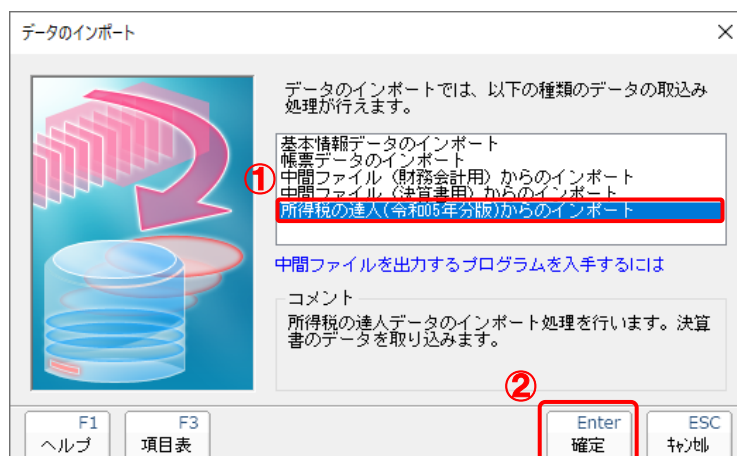 データのインポート
データのインポートでは、以下の種類のデータの取込み
処理が行えます。
基本情報データのインポート
帳票データのインポート
中間ファイル（財務会計用）からのインポート
①
中間ファイル（決算書用）からのインポート
所得税の達人(令和05年分版)からのインポート
中間ファイルを出力するプログラムを入手するには
コメント
所得税の達人データのインポート処理を行います。決算
書のデータを取り込みます。
②
F1
ヘルプ
F3
項目表
Enter
確定
ESC
ｷｬﾝｾﾙ